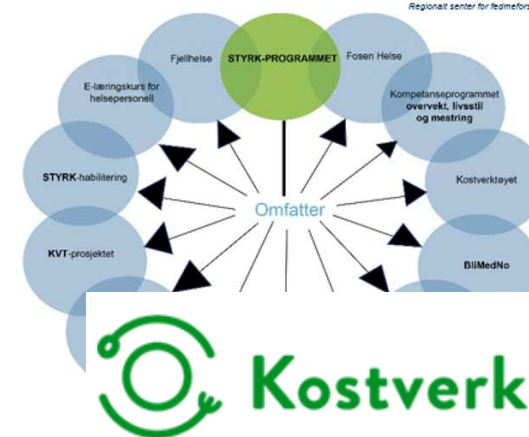 Regionalt senter for fedmefors
Fjellhelse
STYRK-PROGRAMMET
Fosen Helse
E-læringskurs for
helsepersonell
Kompetanseprogrammet
overvekt, livsstil
og mestring
STYRK-habilitering
Kostverktøyet
Omfatter
KVT-prosjektet
BliMedNo
Kostverk